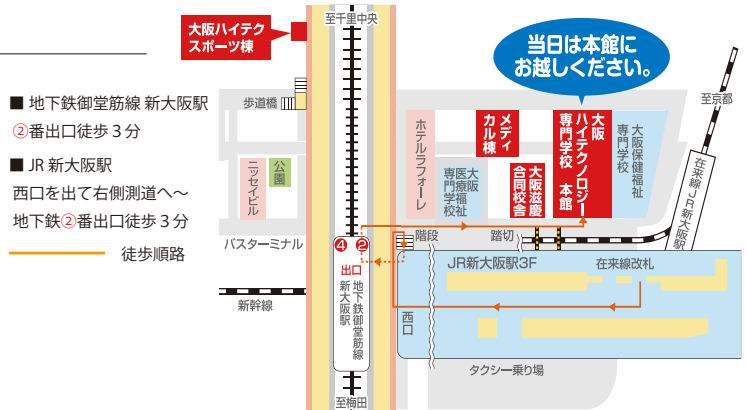 大阪ハイテク
スポーツ棟
至千里中央
当日は本館に
お越しください。
■ 地下鉄御堂筋線 新大阪駅
②番出口徒歩 3 分
■ JR 新大阪駅
西口を出て右側測道へ〜
地下鉄②番出口徒歩 3 分
徒歩順路
歩道橋
ニッセイビル
公園
バスターミナル
新幹線
ホテルラフォーレ
メディ
カル棟
大阪
医療福祉
専門学校
大阪滋慶
合同校舎
大阪
ハイテクノロジー
専門学校 本館
大阪保健福祉
専門学校
至京都
在来線JR新大阪駅
④
②
出口
地下鉄御堂筋線
新大阪駅
階段
踏切
JR新大阪駅3F
在来線改札
西口
タクシー乗り場
至梅田